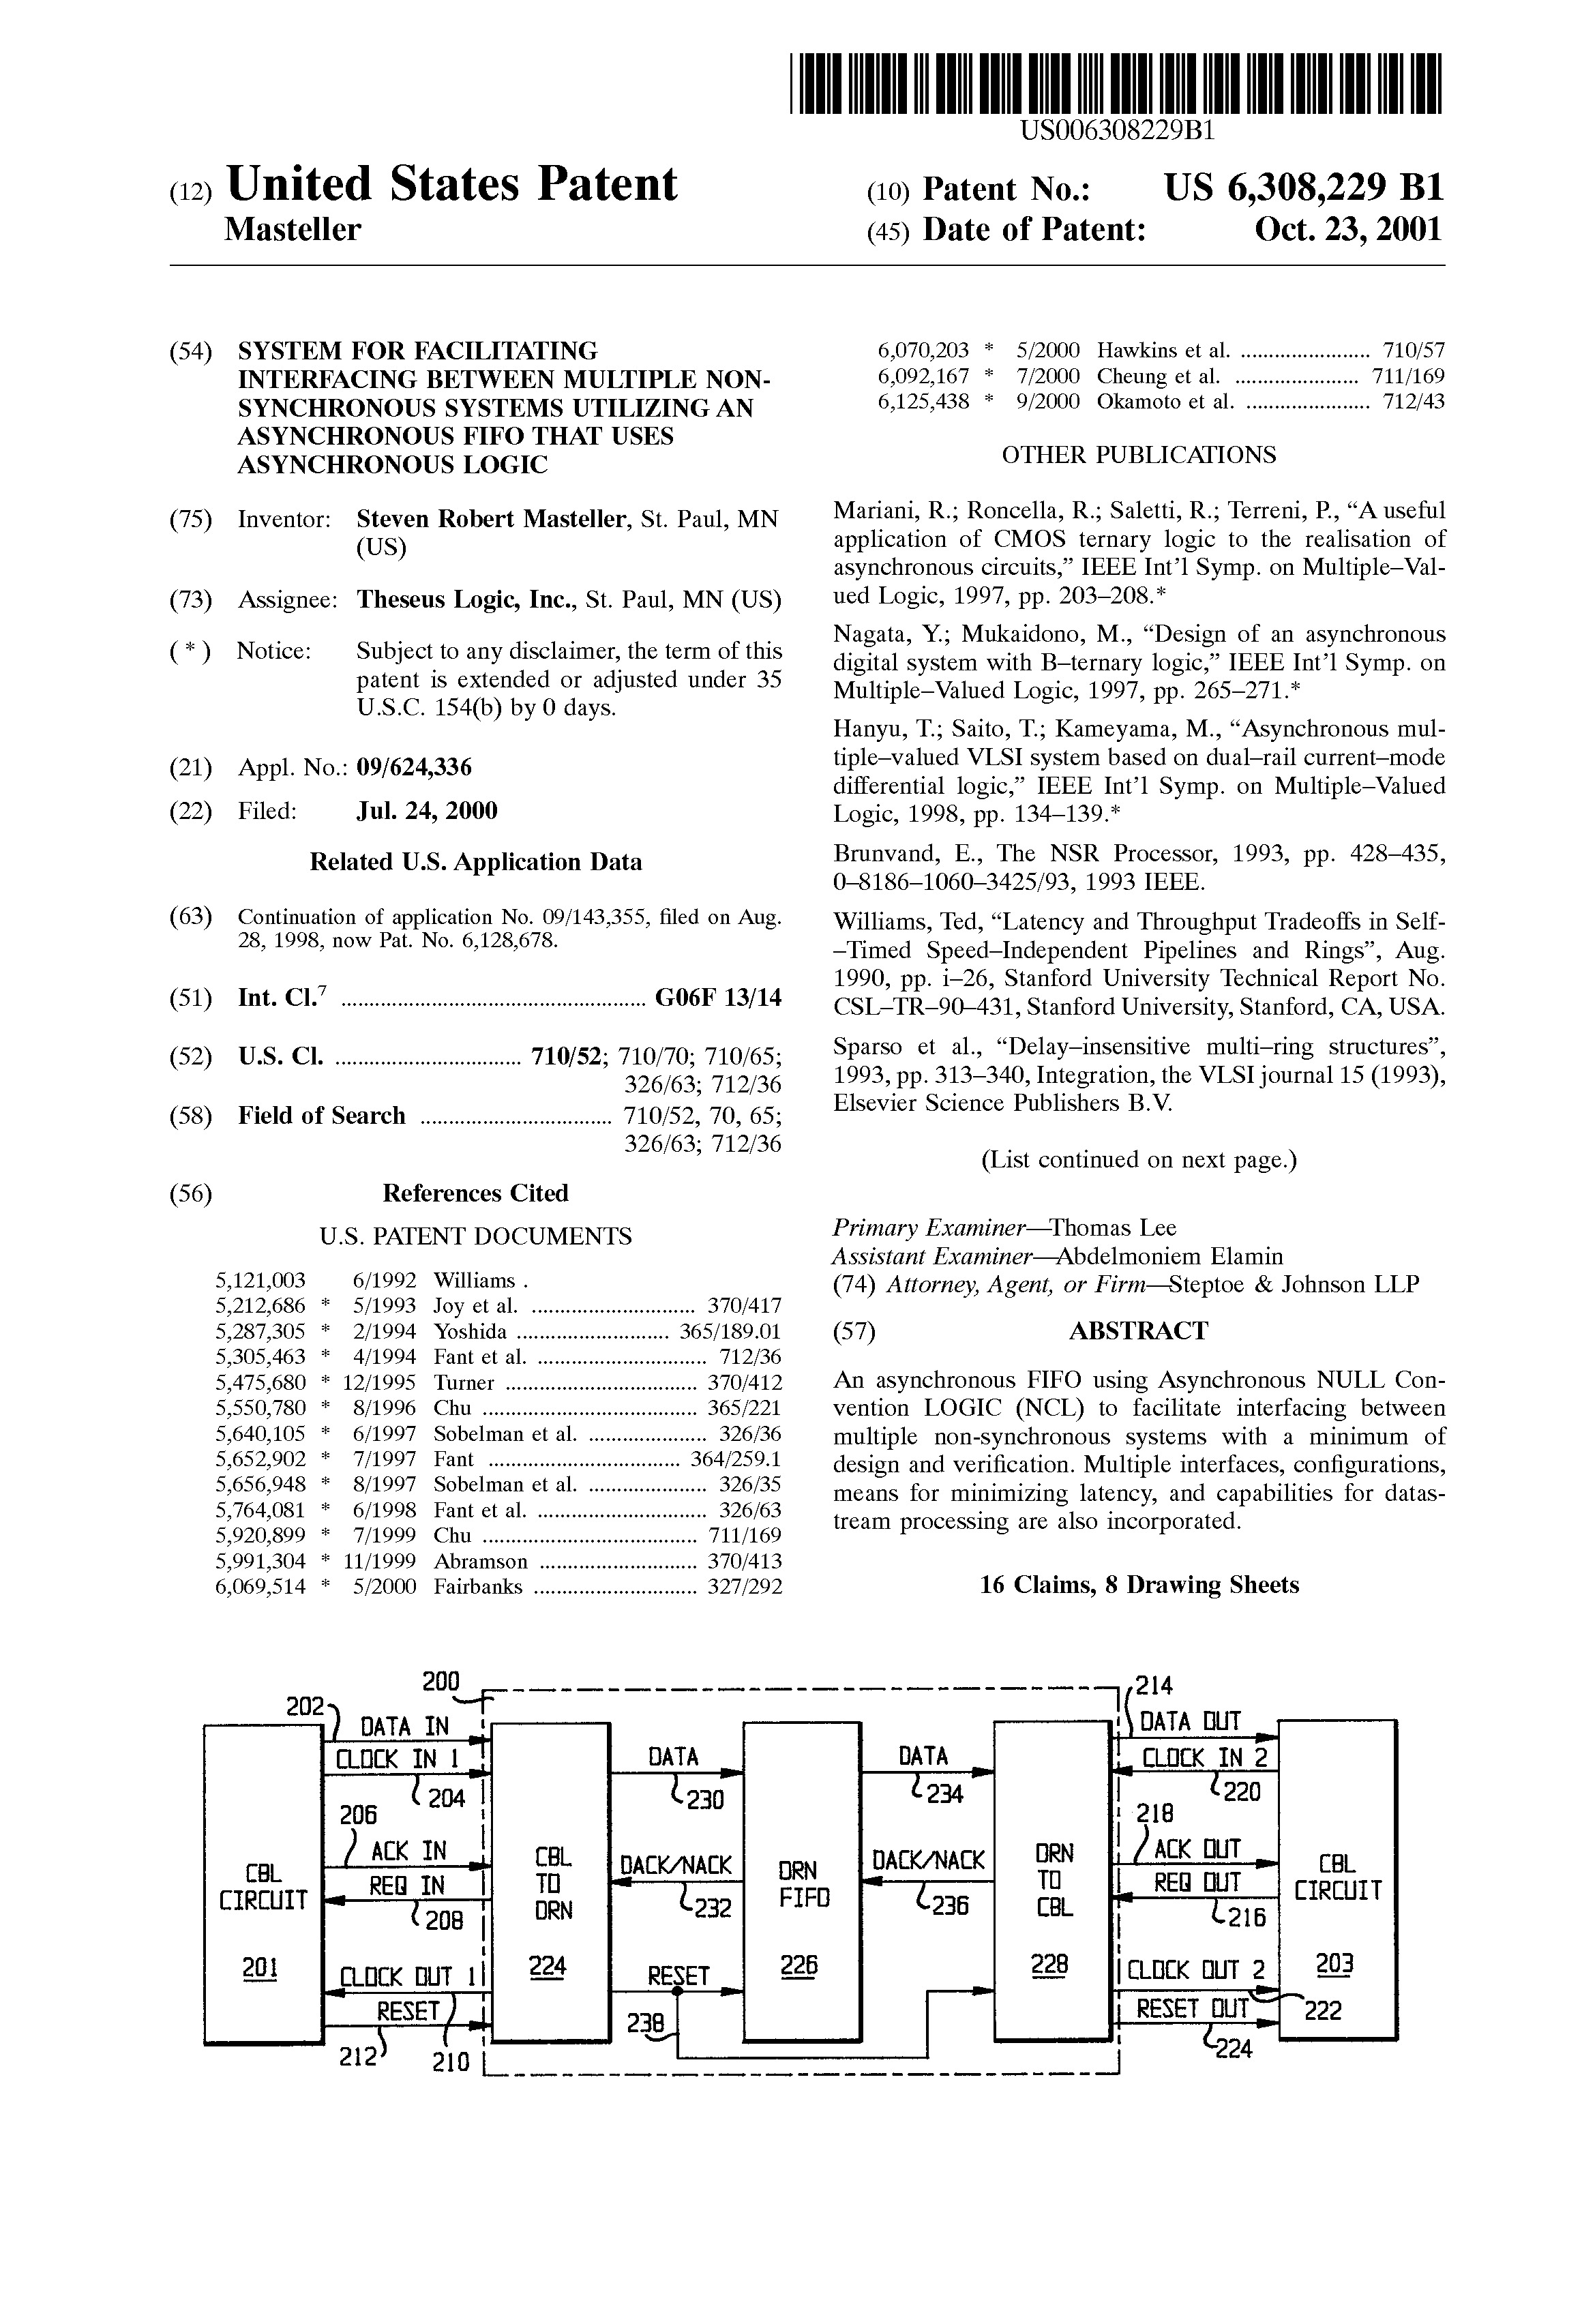 US006308229B1
(12) United States Patent
Masteller
(10) Patent No.: US 6,308,229 B1
(45) Date of Patent: Oct. 23, 2001
(54) SYSTEM FOR FACILITATING
INTERFACING BETWEEN MULTIPLE NON-
SYNCHRONOUS SYSTEMS UTILIZING AN
ASYNCHRONOUS FIFO THAT USES
ASYNCHRONOUS LOGIC
(75) Inventor: Steven Robert Masteller, St. Paul, MN
(US)
(73) Assignee: Theseus Logic, Inc., St. Paul, MN (US)
( * ) Notice: Subject to any disclaimer, the term of this
patent is extended or adjusted under 35
U.S.C. 154(b) by 0 days.
(21) Appl. No.: 09/624,336
(22) Filed: Jul. 24, 2000
Related U.S. Application Data
(63) Continuation of application No. 09/143,355, filed on Aug.
28, 1998, now Pat. No. 6,128,678.
(51) Int. Cl.7 ...................................................... G06F 13/14
(52) U.S. Cl. ................................. 710/52; 710/70; 710/65;
326/63; 712/36
(58) Field of Search .................................. 710/52, 70, 65;
326/63; 712/36
(56) References Cited
U.S. PATENT DOCUMENTS
5,121,003 6/1992 Williams .
5,212,686 * 5/1993 Joy et al. ............................. 370/417
5,287,305 * 2/1994 Yoshida ........................... 365/189.01
5,305,463 * 4/1994 Fant et al. .............................. 712/36
5,475,680 * 12/1995 Turner .................................. 370/412
5,550,780 * 8/1996 Chu ...................................... 365/221
5,640,105 * 6/1997 Sobelman et al. ..................... 326/36
5,652,902 * 7/1997 Fant .................................. 364/259.1
5,656,948 * 8/1997 Sobelman et al. ..................... 326/35
5,764,081 * 6/1998 Fant et al. .............................. 326/63
5,920,899 * 7/1999 Chu ...................................... 711/169
5,991,304 * 11/1999 Abramson ............................ 370/413
6,069,514 * 5/2000 Fairbanks ............................. 327/292
6,070,203 * 5/2000 Hawkins et al. ....................... 710/57
6,092,167 * 7/2000 Cheung et al. ...................... 711/169
6,125,438 * 9/2000 Okamoto et al. ...................... 712/43
OTHER PUBLICATIONS
Mariani, R.; Roncella, R.; Saletti, R.; Terreni, P., “A useful
application of CMOS ternary logic to the realisation of
asynchronous circuits,” IEEE Int’l Symp. on Multiple–Val-
ued Logic, 1997, pp. 203–208.*
Nagata, Y.; Mukaidono, M., “Design of an asynchronous
digital system with B–ternary logic,” IEEE Int’l Symp. on
Multiple–Valued Logic, 1997, pp. 265–271.*
Hanyu, T.; Saito, T.; Kameyama, M., “Asynchronous mul-
tiple–valued VLSI system based on dual–rail current–mode
differential logic,” IEEE Int’l Symp. on Multiple–Valued
Logic, 1998, pp. 134–139.*
Brunvand, E., The NSR Processor, 1993, pp. 428–435,
0–8186–1060–3425/93, 1993 IEEE.
Williams, Ted, “Latency and Throughput Tradeoffs in Self-
–Timed Speed–Independent Pipelines and Rings”, Aug.
1990, pp. i–26, Stanford University Technical Report No.
CSL–TR–90–431, Stanford University, Stanford, CA, USA.
Sparso et al., “Delay–insensitive multi–ring structures”,
1993, pp. 313–340, Integration, the VLSI journal 15 (1993),
Elsevier Science Publishers B.V.
(List continued on next page.)
Primary Examiner—Thomas Lee
Assistant Examiner—Abdelmoniem Elamin
(74) Attorney, Agent, or Firm—Steptoe & Johnson LLP
(57) ABSTRACT
An asynchronous FIFO using Asynchronous NULL Con-
vention LOGIC (NCL) to facilitate interfacing between
multiple non-synchronous systems with a minimum of
design and verification. Multiple interfaces, configurations,
means for minimizing latency, and capabilities for datas-
tream processing are also incorporated.
16 Claims, 8 Drawing Sheets
200 214
202 DATA IN DATA OUT
CLOCK IN 1 DATA DATA CLOCK IN 2
204 230 234 220
206 218
ACK IN ACK OUT
CBL CBL DACK/NACK DRN DACK/NACK DRN CBL
CIRCUIT REQ IN TO FIFO TO REQ OUT CIRCUIT
208 DRN 232 236 CBL 216
201 224 226 228 203
CLOCK OUT 1 RESET CLOCK OUT 2
RESET 238 RESET OUT 222
212 210 224